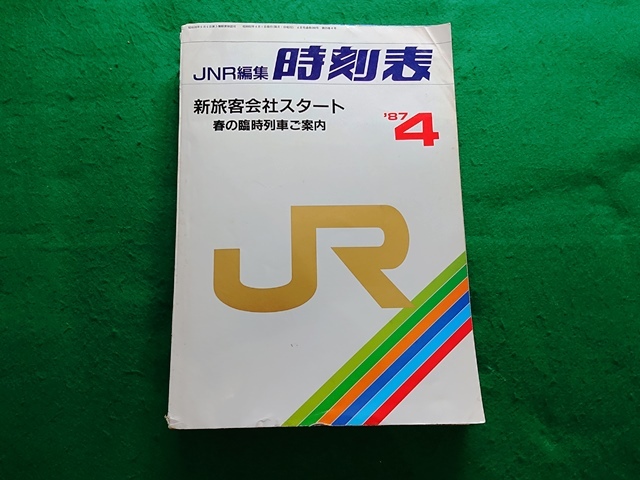 JNR編集 時刻表
新旅客会社スタート
春の臨時列車ご案内
'87 4
JR